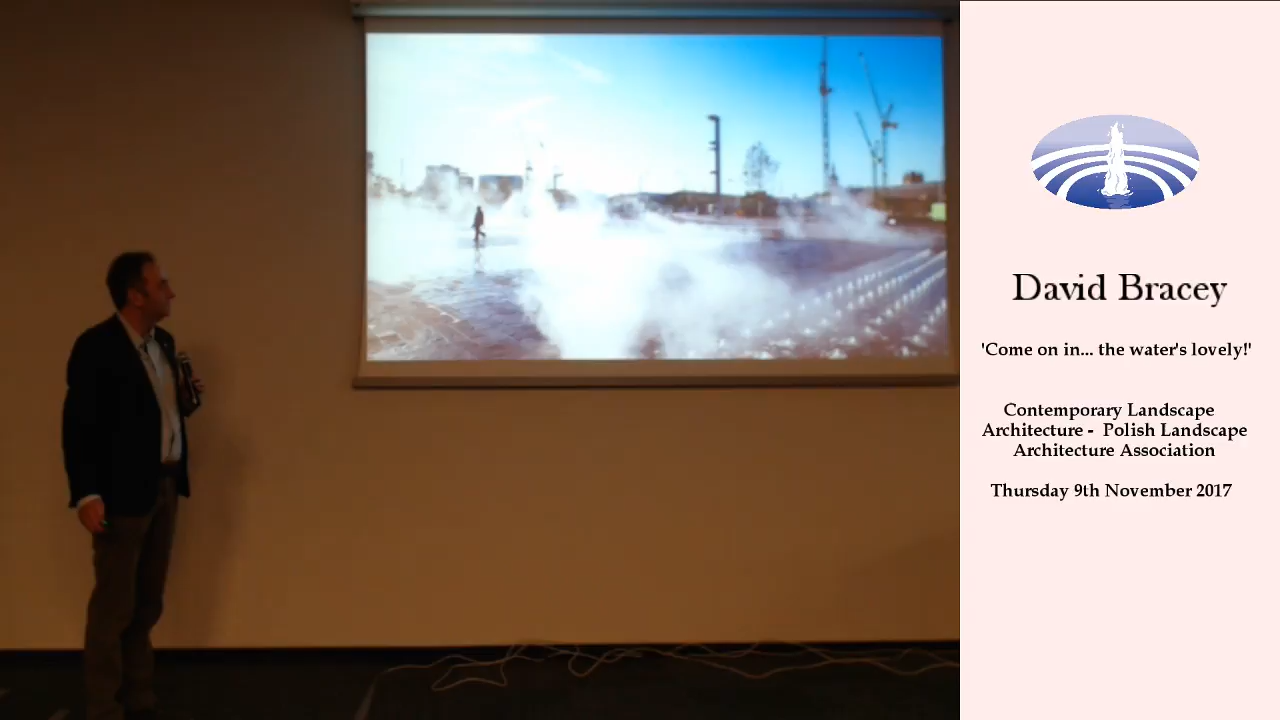 David Bracey
'Come on in... the water's lovely!'
Contemporary Landscape
Architecture - Polish Landscape
Architecture Association
Thursday 9th November 2017